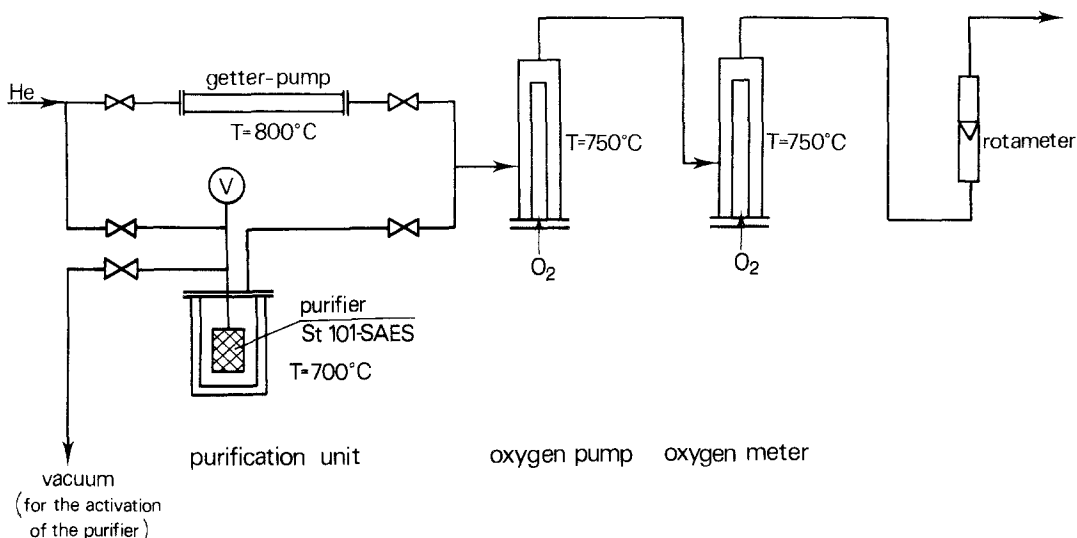 He
getter-pump
T=800°C
V
purifier
St 101-SAES
T=700°C
T=750°C
O2
T=750°C
O2
rotameter
purification unit
oxygen pump
oxygen meter
vacuum
(for the activation
of the purifier)